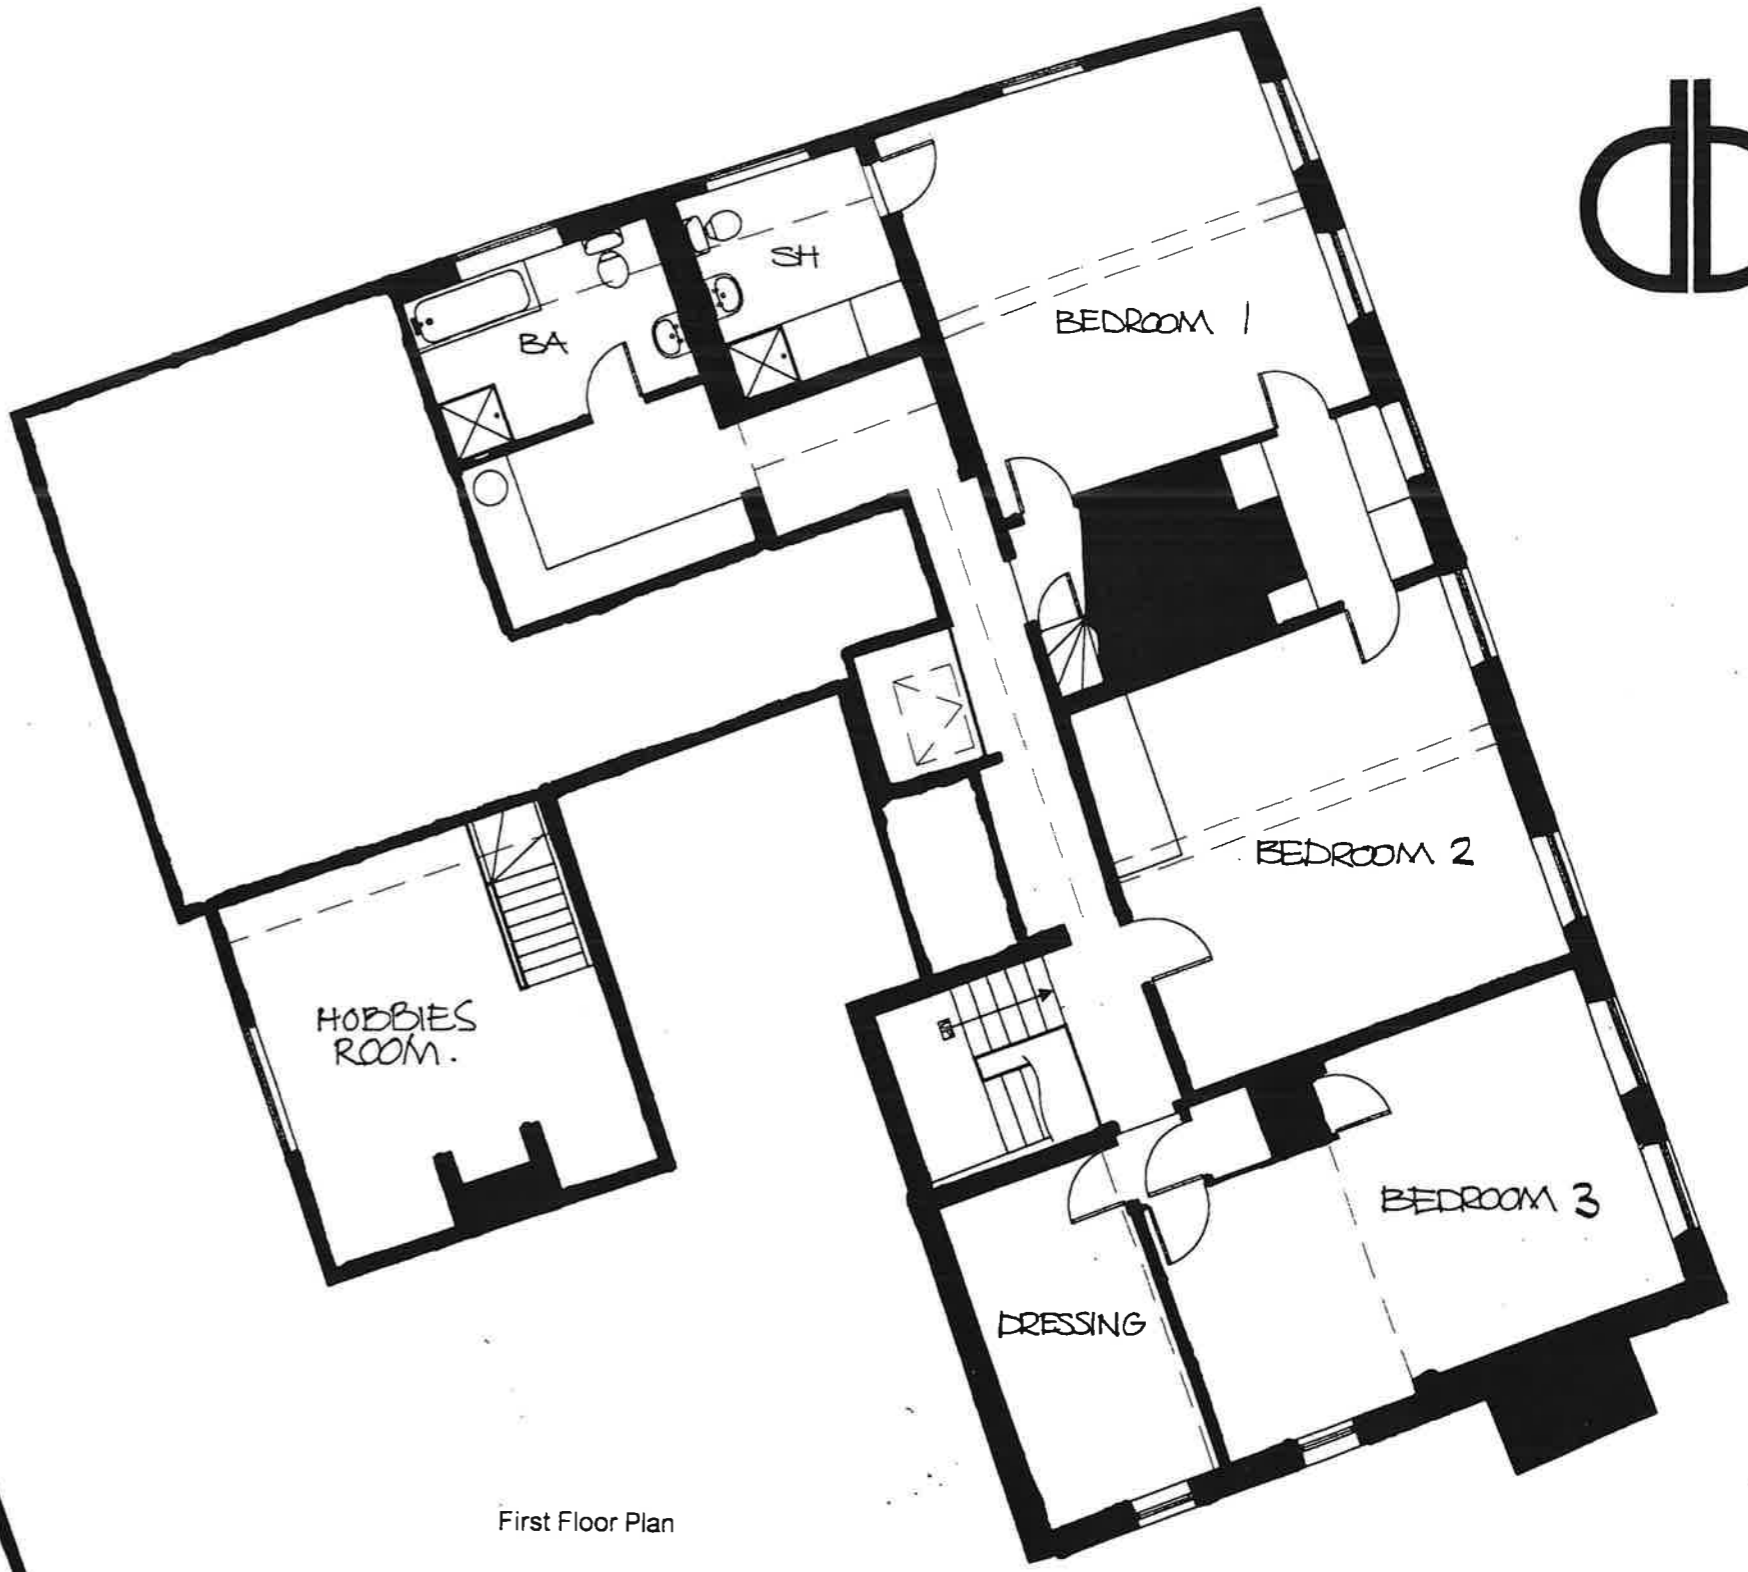 SH
BA
BEDROOM 1
BEDROOM 2
HOBBIES
ROOM.
BEDROOM 3
DRESSING
First Floor Plan